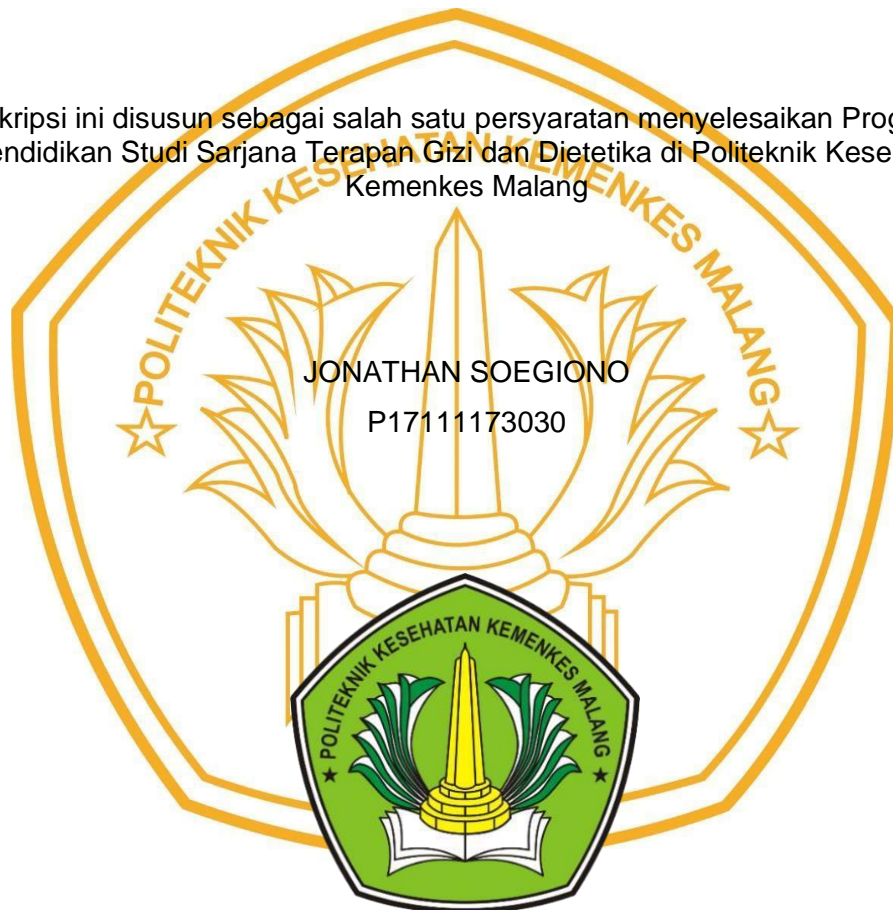 kripsi ini disusun sebagai salah satu persyaratan menyelesaikan Prog
endidikan Studi Sarjana Terapan Gizi dan Dietetika di Politeknik Kese
Kemenkes Malang
POLITEKNIK KESEHATAN KEMENKES MALANG
JONATHAN SOEGIONO
P17111173030
POLITEKNIK KESEHATAN KEMENKES MALANG